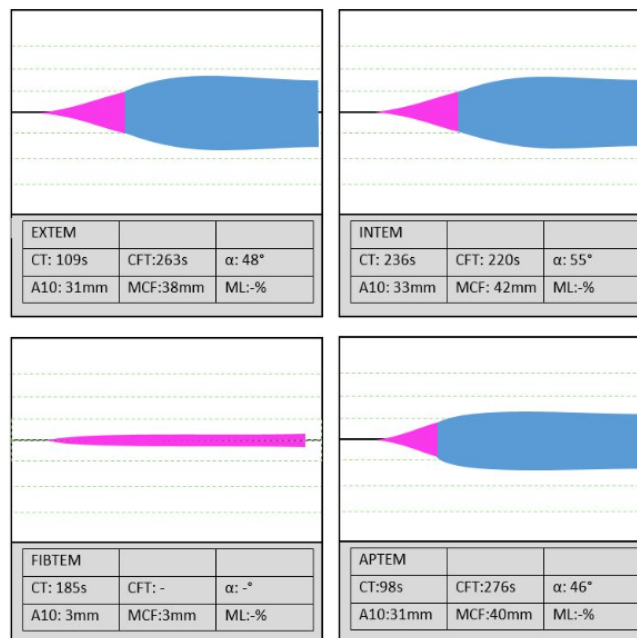 EXTEM
CT: 109s CFT:263s α: 48°
A10: 31mm MCF:38mm ML:-%
INTEM
CT: 236s CFT: 220s α: 55°
A10: 33mm MCF: 42mm ML:-%
FIBTEM
CT: 185s CFT: - α: -°
A10: 3mm MCF:3mm ML:-%
APTEM
CT:98s CFT:276s α: 46°
A10:31mm MCF:40mm ML:-%